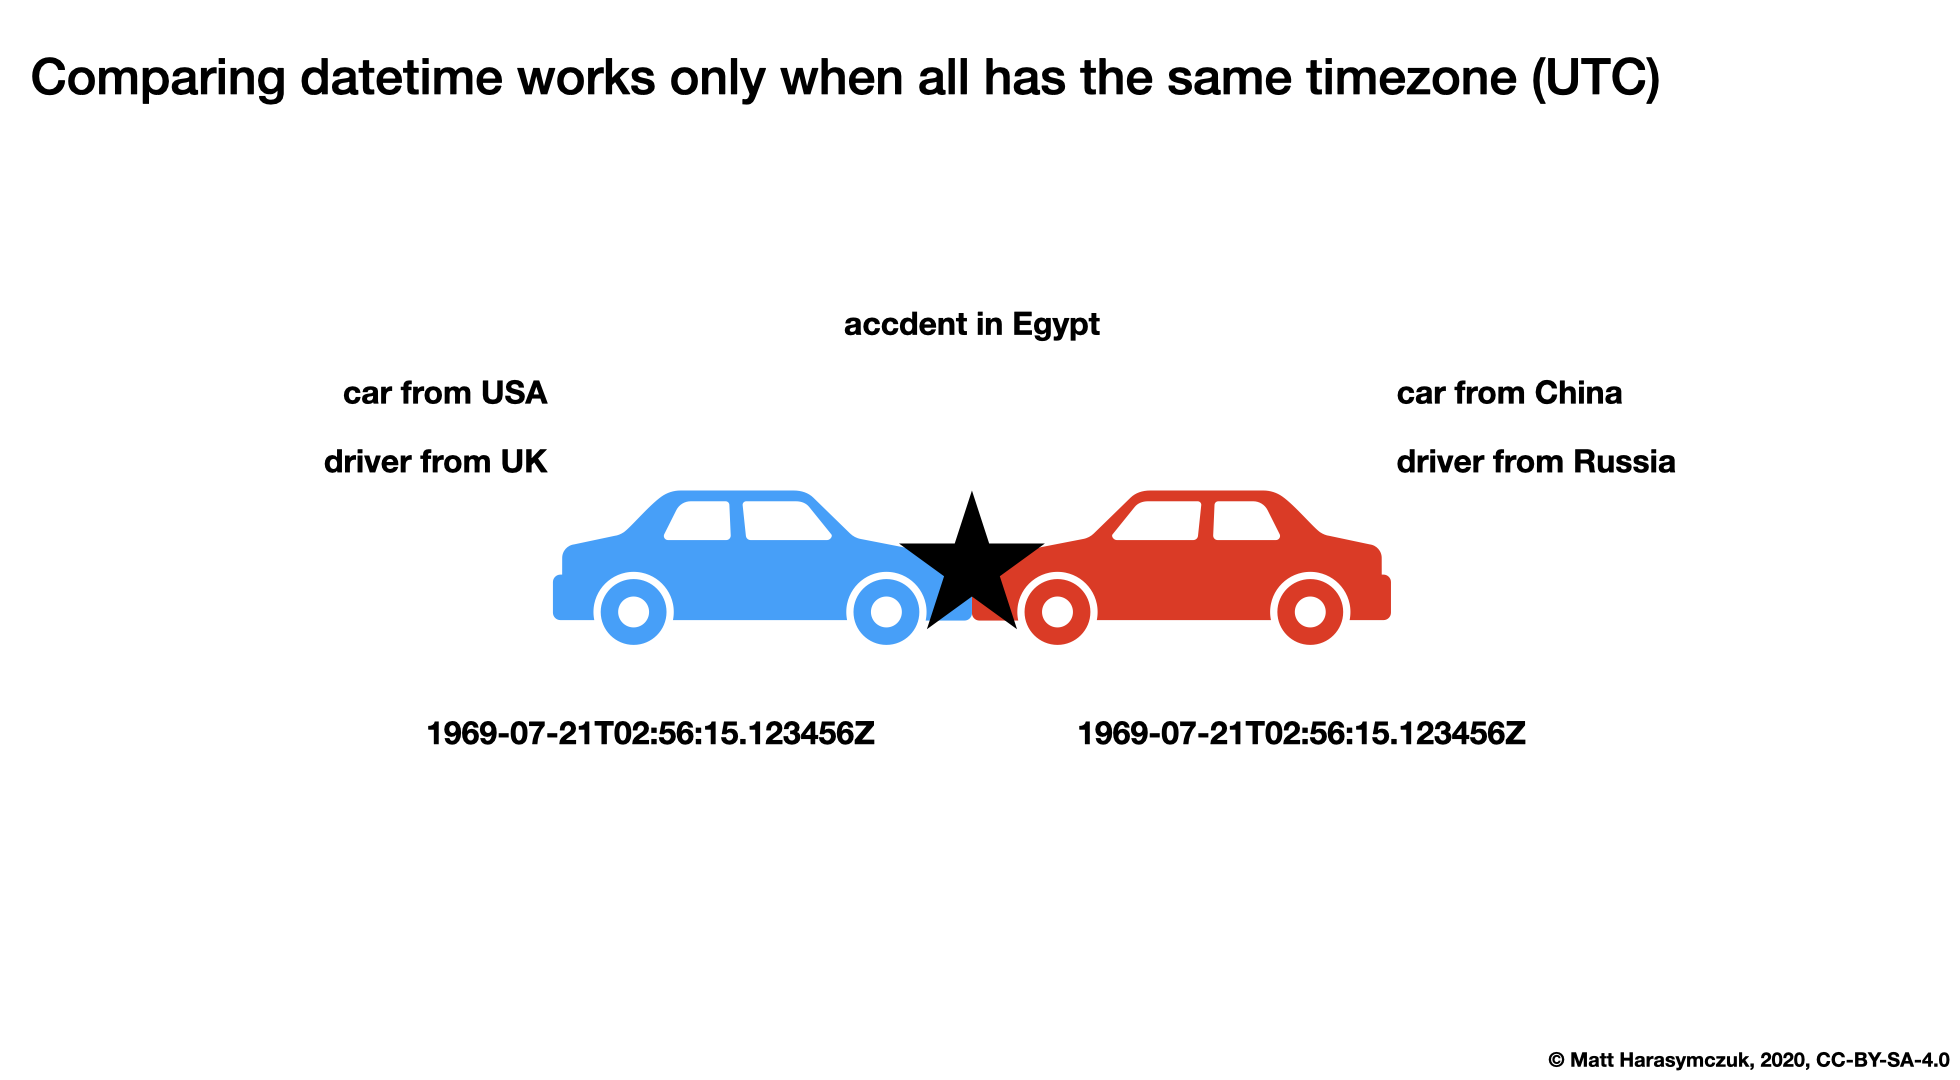 Comparing datetime works only when all has the same timezone (UTC)
accdent in Egypt
car from USA
driver from UK
car from China
driver from Russia
1969-07-21T02:56:15.123456Z
1969-07-21T02:56:15.123456Z
© Matt Harasymczuk, 2020, CC-BY-SA-4.0